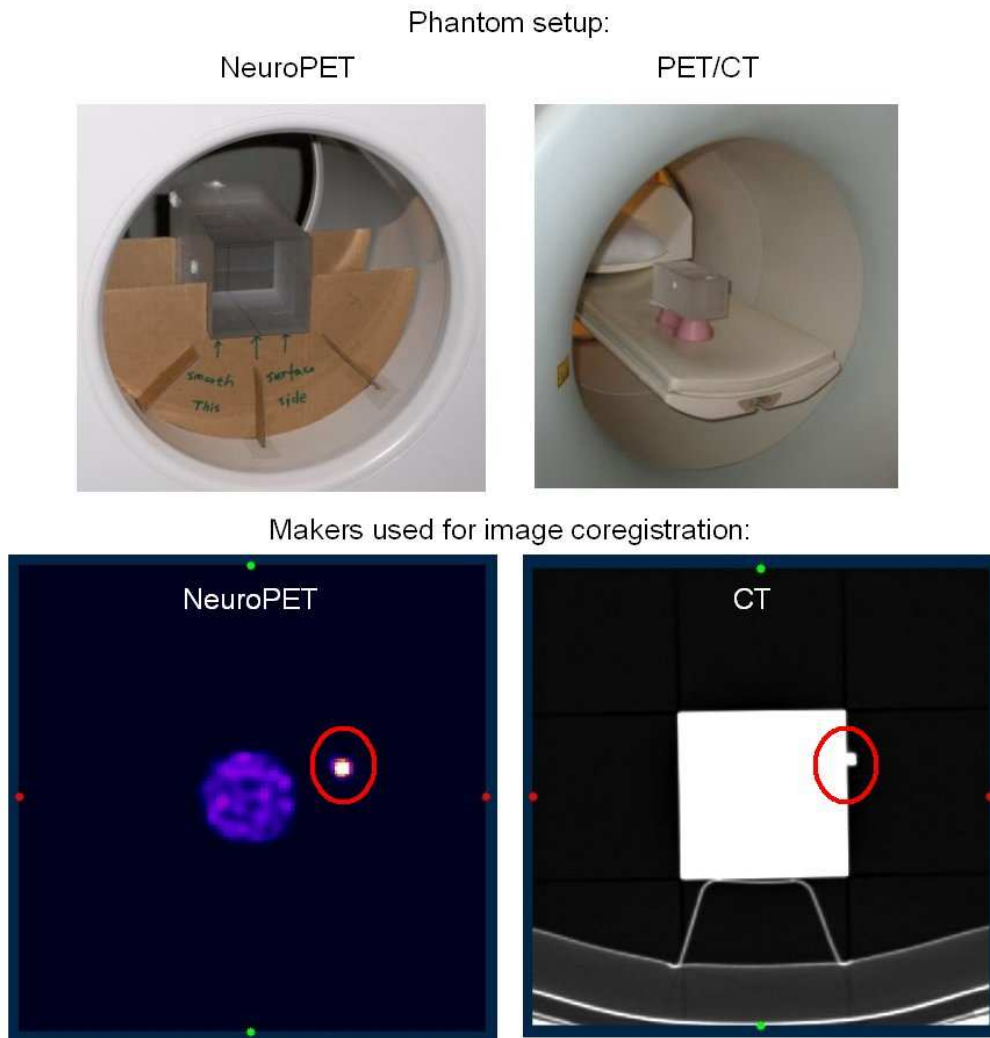 Phantom setup:
NeuroPET PET/CT
smooth surface
This side
Makers used for image coregistration:
NeuroPET CT